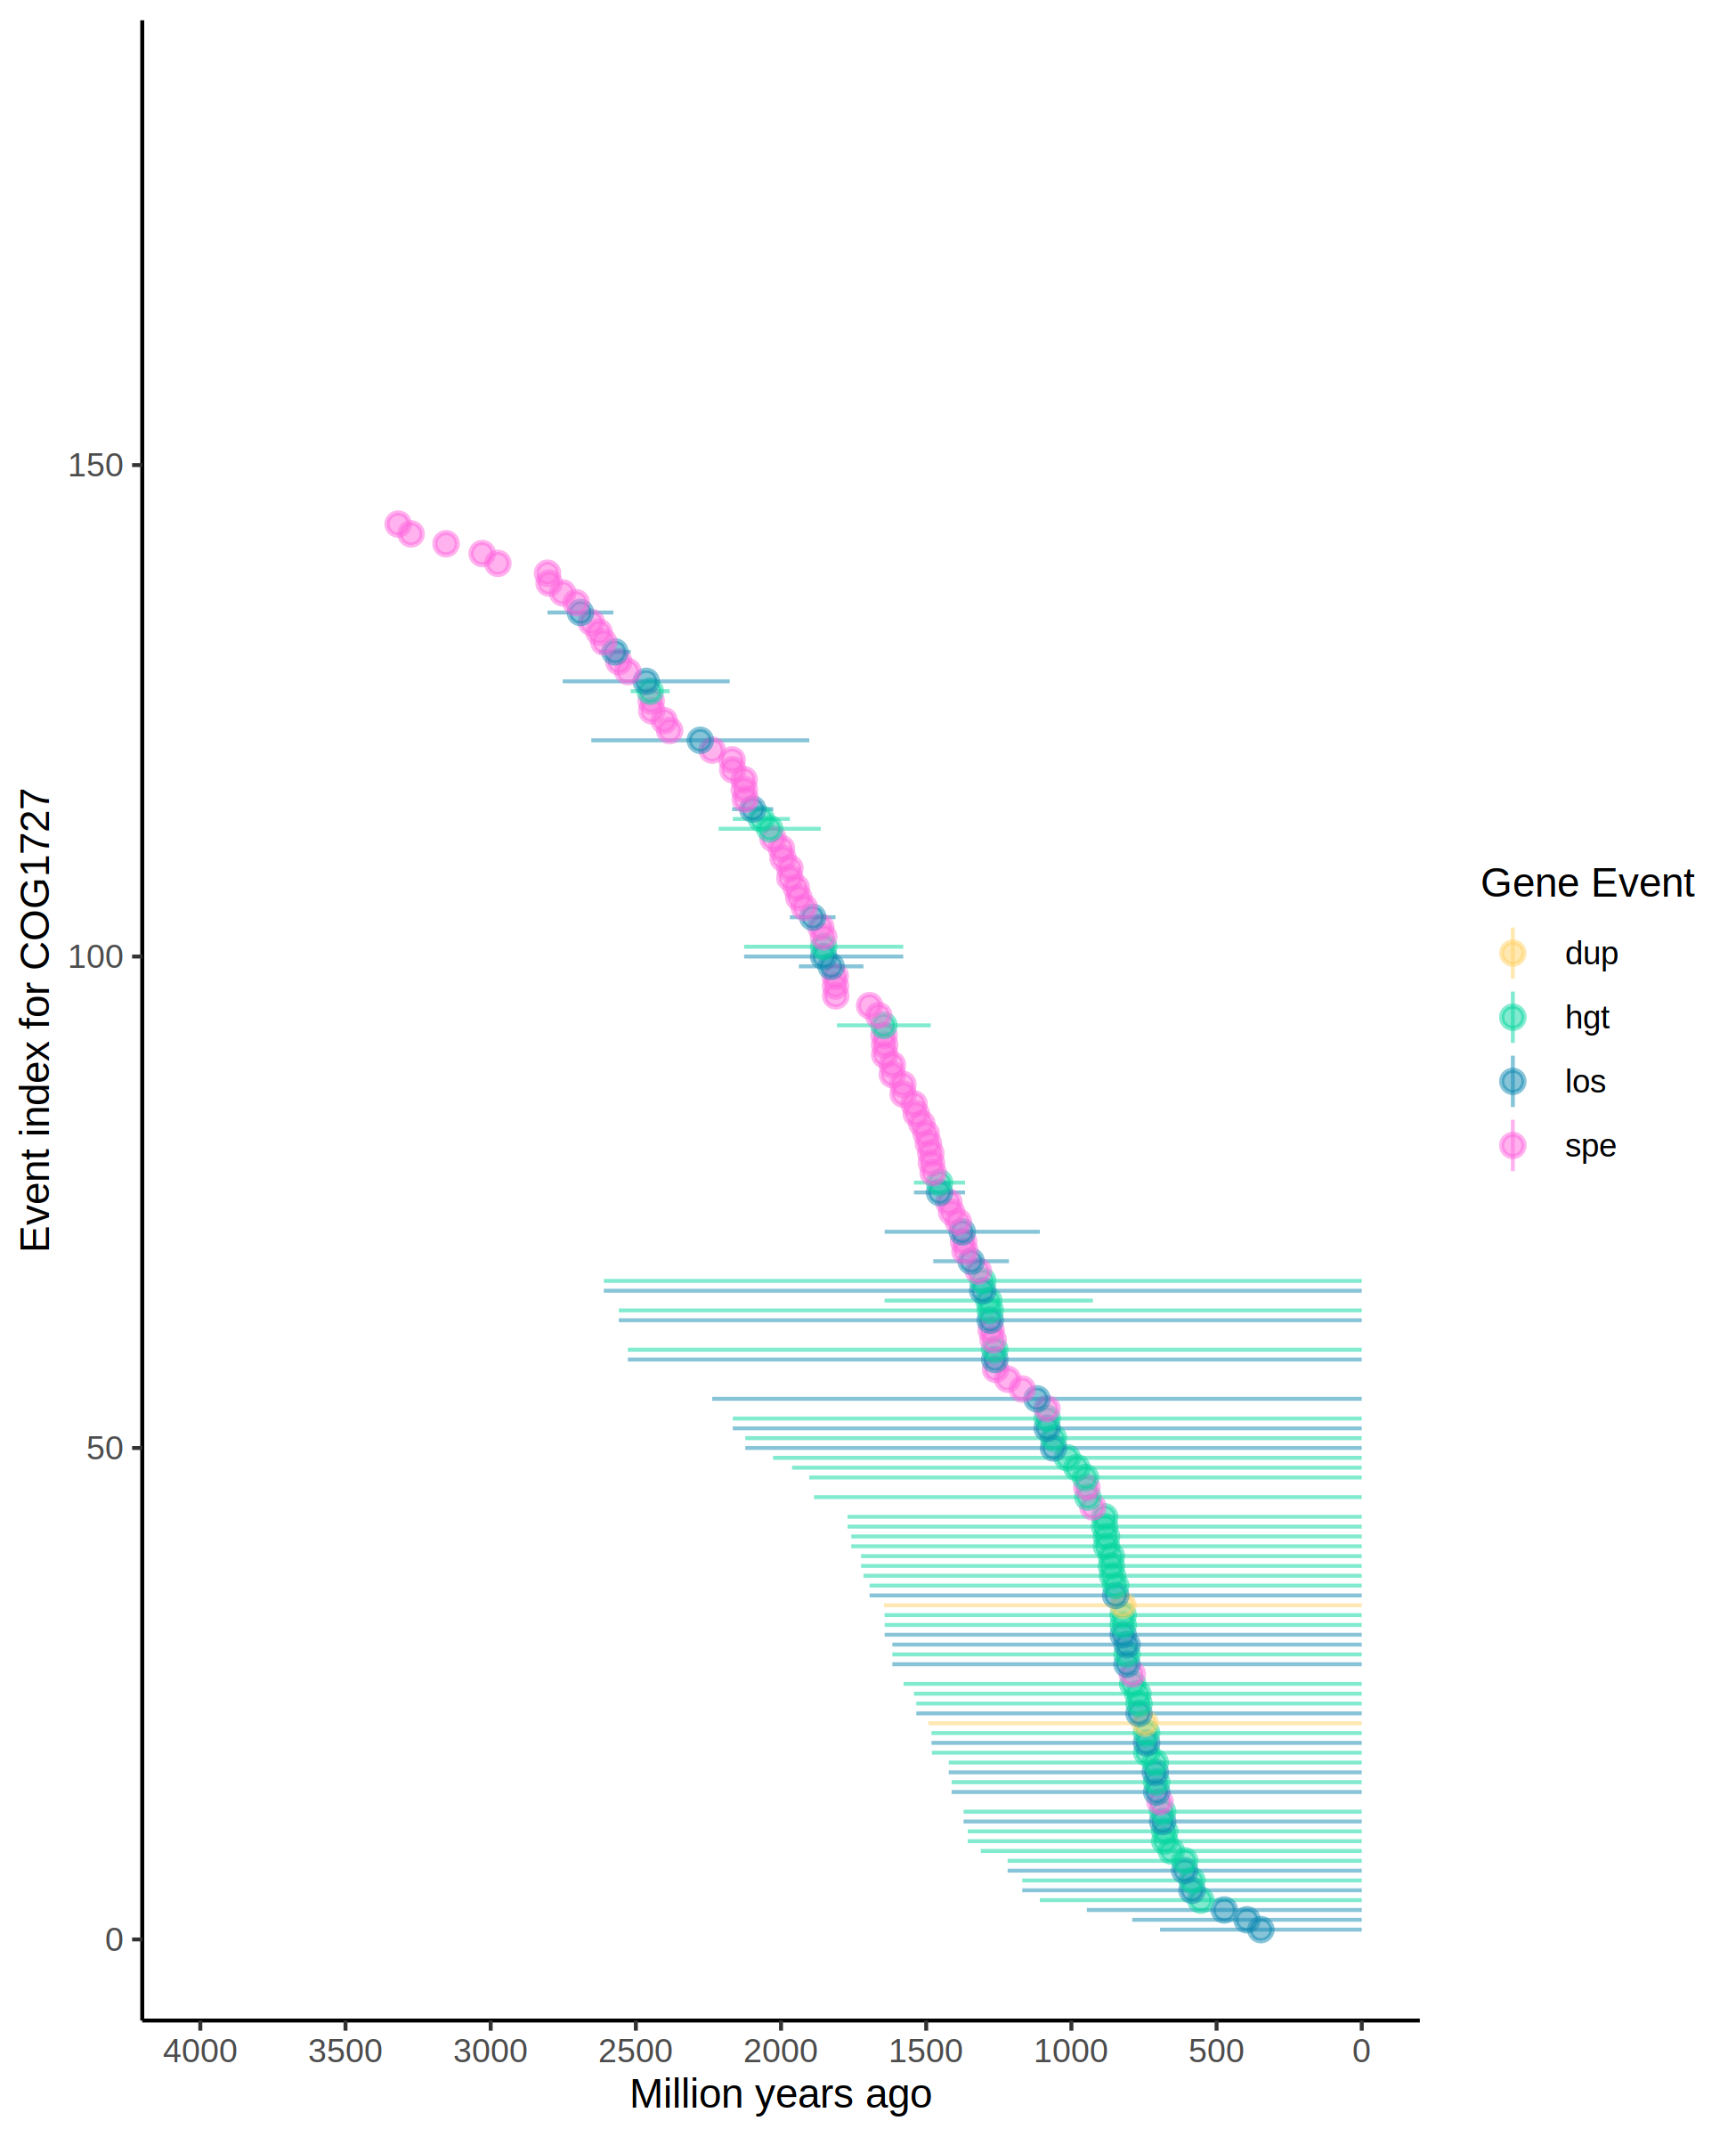 Event index for COG1727
150
100
50
0
4000 3500 3000 2500 2000 1500 1000 500 0
Million years ago
Gene Event
dup
hgt
los
spe